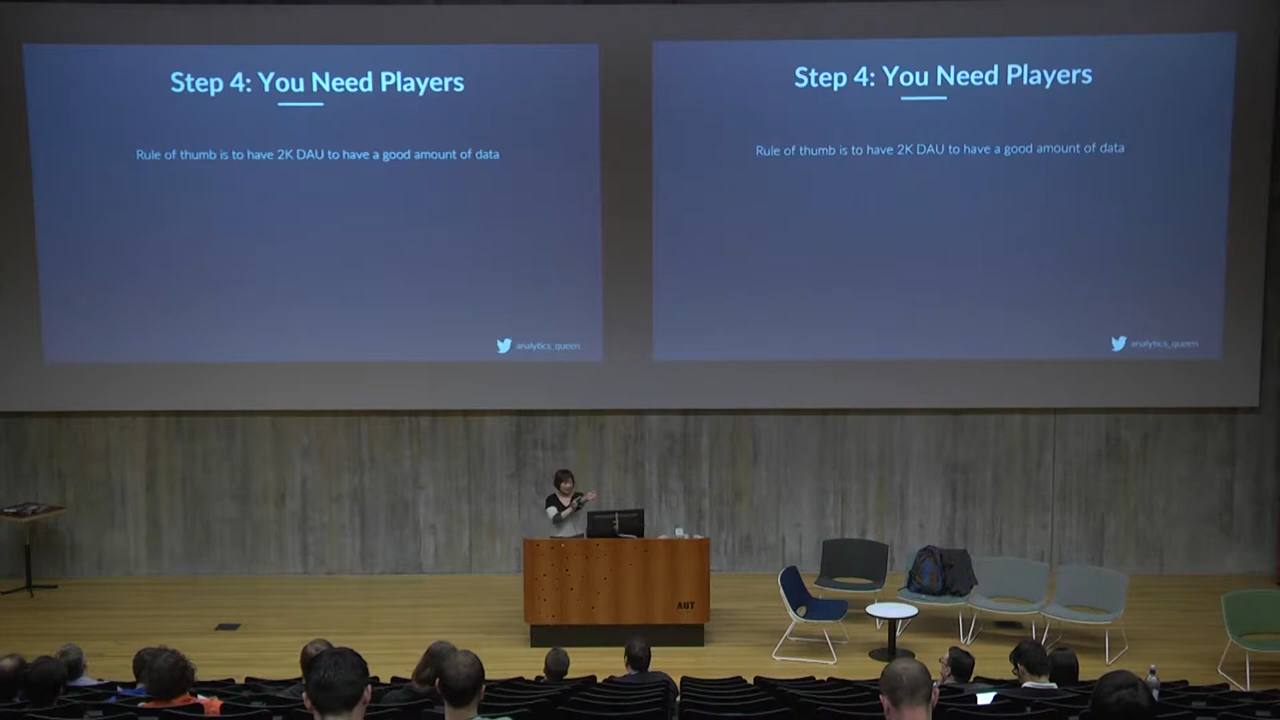 Step 4: You Need Players
Rule of thumb is to have 2K DAU to have a good amount of data
analytics_queen
Step 4: You Need Players
Rule of thumb is to have 2K DAU to have a good amount of data
analytics_queen
AUT